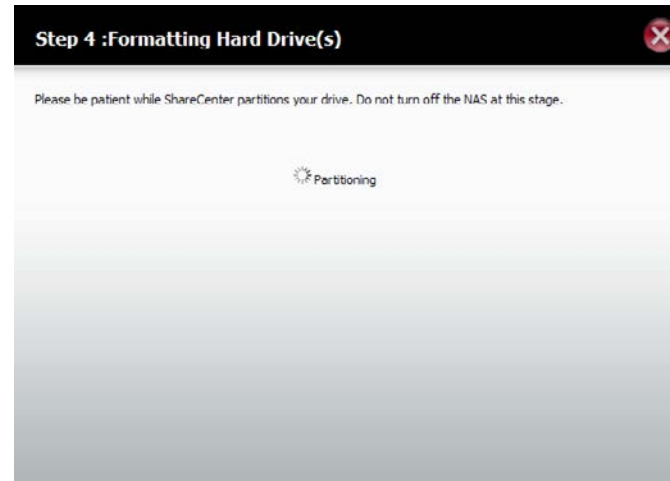 Step 4 :Formatting Hard Drive(s)
Please be patient while ShareCenter partitions your drive. Do not turn off the NAS at this stage.
Partitioning